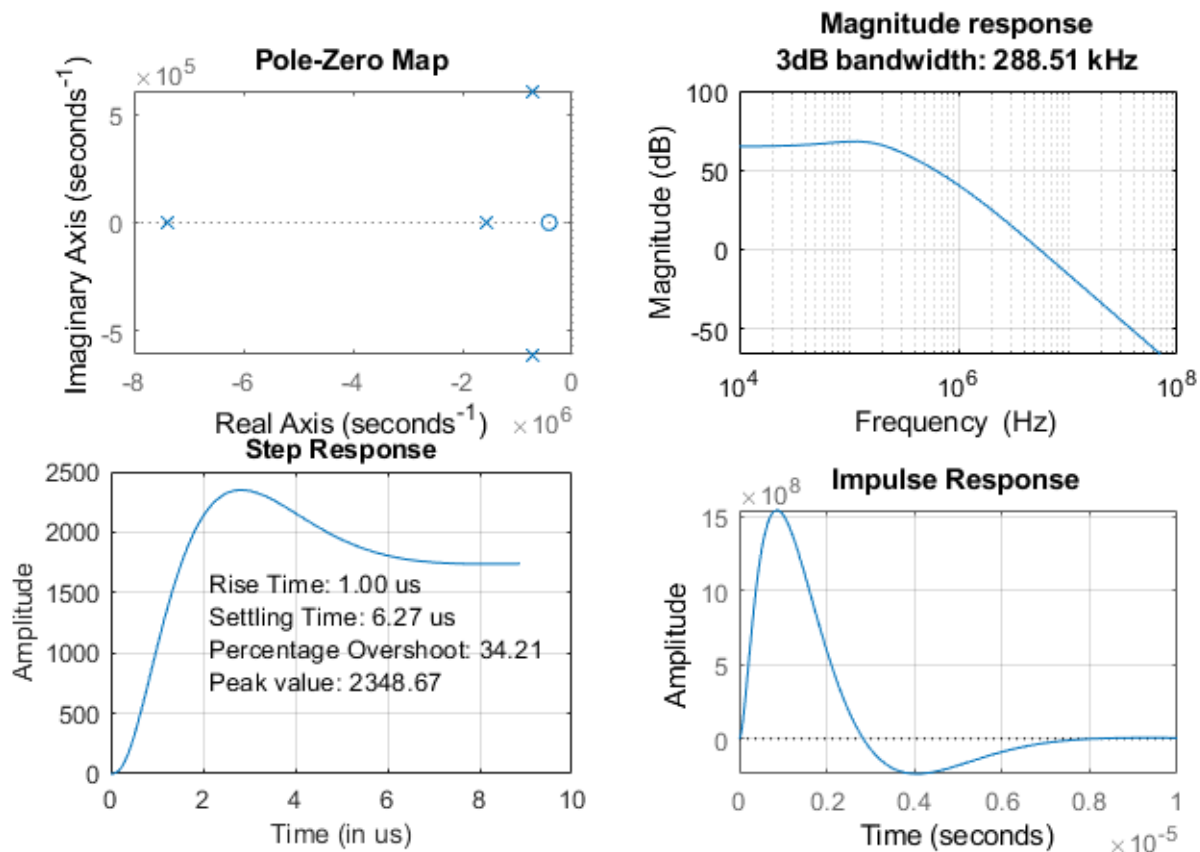 Pole-Zero Map
×10^5
5
0
-5
Imaginary Axis (seconds^-1)
-8 -6 -4 -2 0
Real Axis (seconds^-1) ×10^6
Magnitude response
3dB bandwidth: 288.51 kHz
100
50
0
-50
Magnitude (dB)
10^4 10^6 10^8
Frequency (Hz)
Step Response
2500
2000
1500
1000
500
0
Amplitude
Rise Time: 1.00 us
Settling Time: 6.27 us
Percentage Overshoot: 34.21
Peak value: 2348.67
0 2 4 6 8 10
Time (in us)
Impulse Response
×10^8
15
10
5
0
Amplitude
0 0.2 0.4 0.6 0.8 1
Time (seconds) ×10^-5